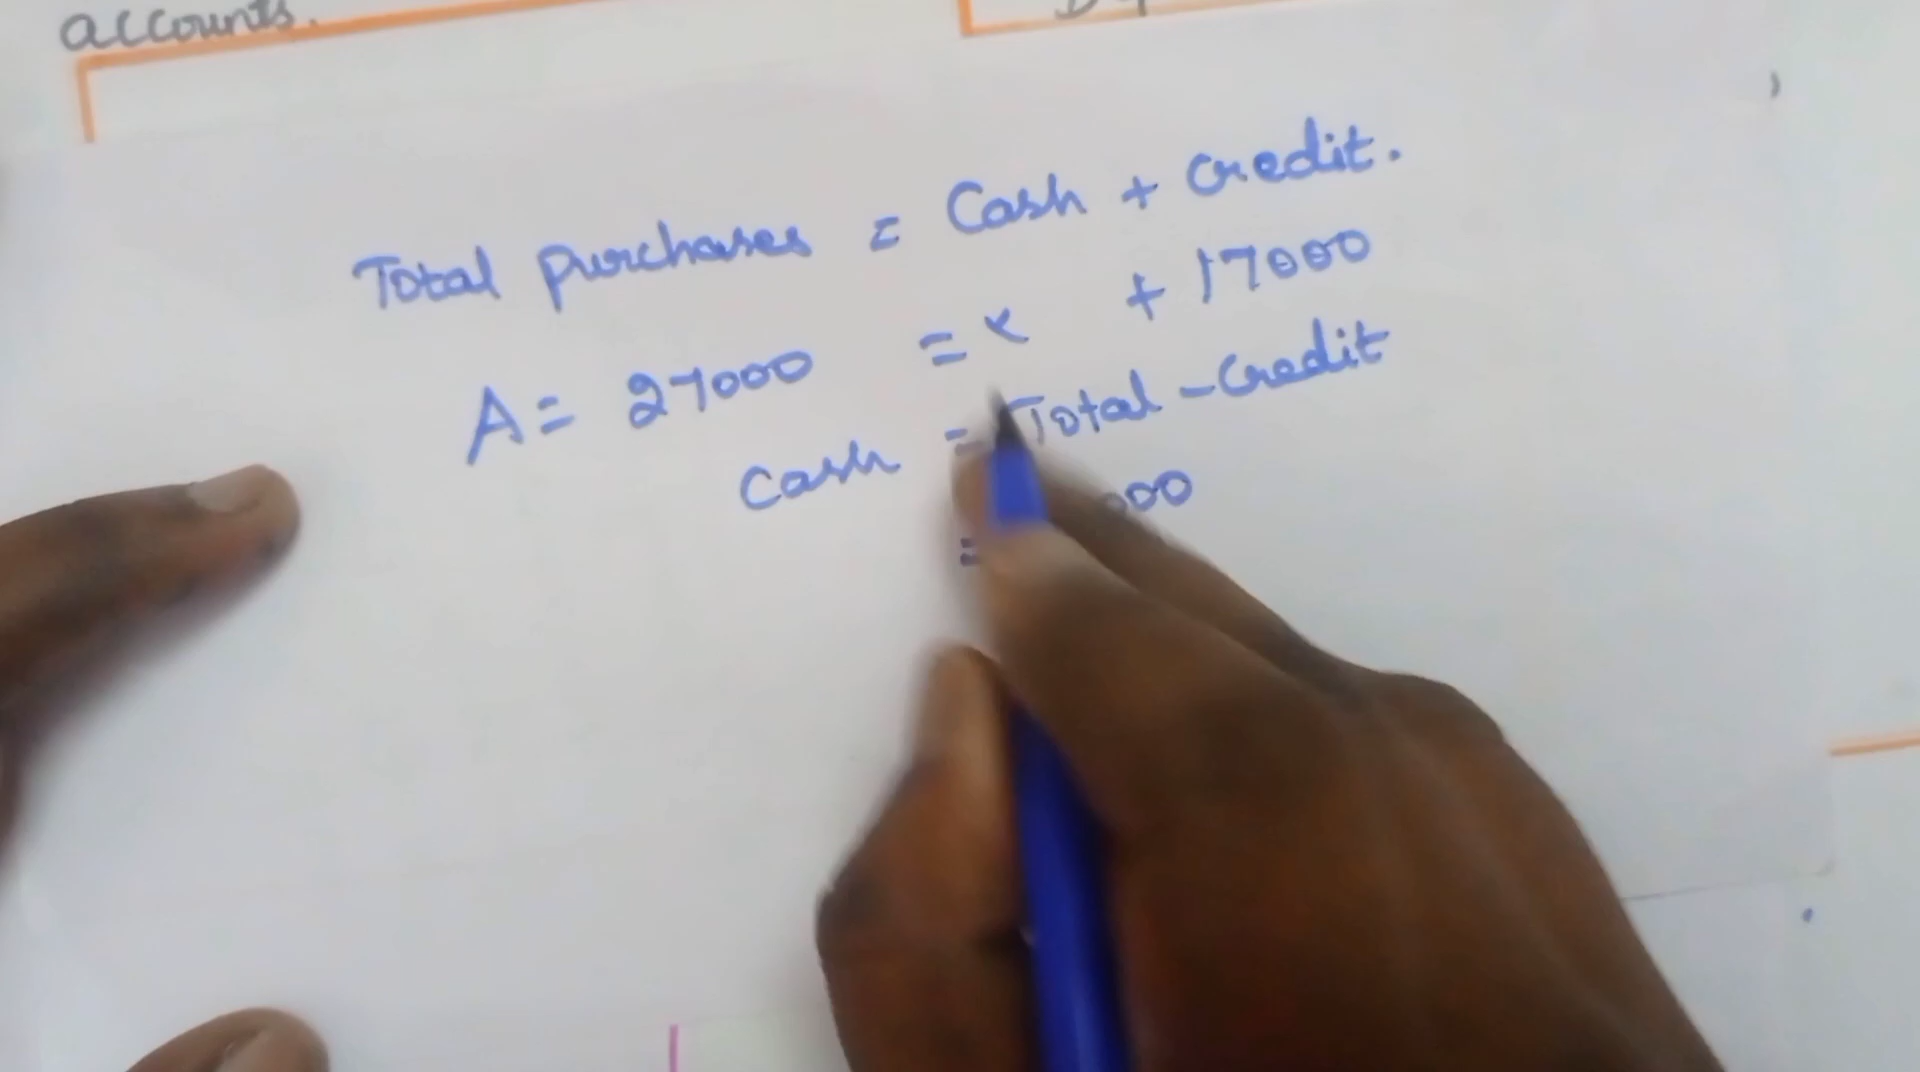 accounts.
Total purchases = Cash + Credit.
A = 27000 = x + 17000
Cash = Total - Credit
=